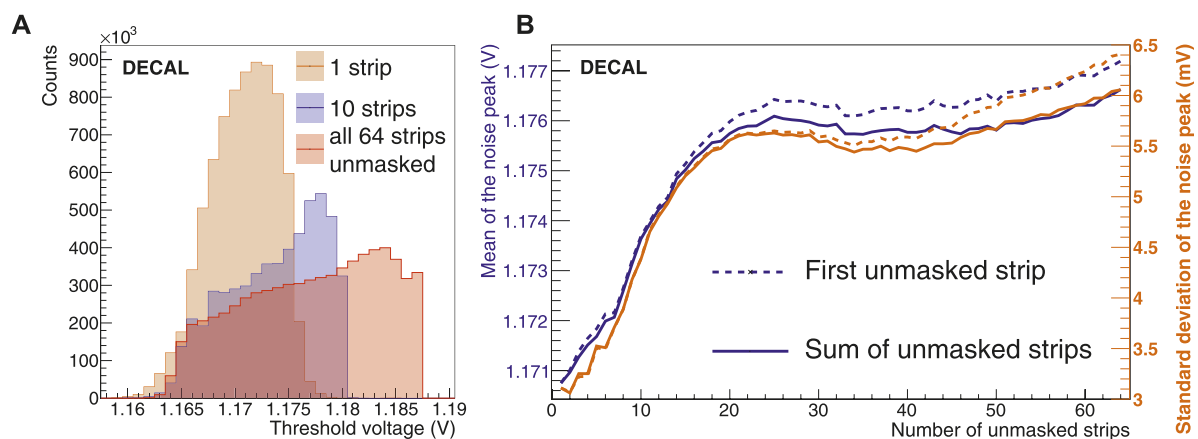 A
×10³
Counts
900
800
700
600
500
400
300
200
100
0
DECAL
1 strip
10 strips
all 64 strips
unmasked
1.16
1.165
1.17
1.175
1.18
1.185
1.19
Threshold voltage (V)
B
Mean of the noise peak (V)
1.177
1.176
1.175
1.174
1.173
1.172
1.171
DECAL
First unmasked strip
Sum of unmasked strips
0
10
20
30
40
50
60
Number of unmasked strips
6.5
6
5.5
5
4.5
4
3.5
3
Standard deviation of the noise peak (mV)